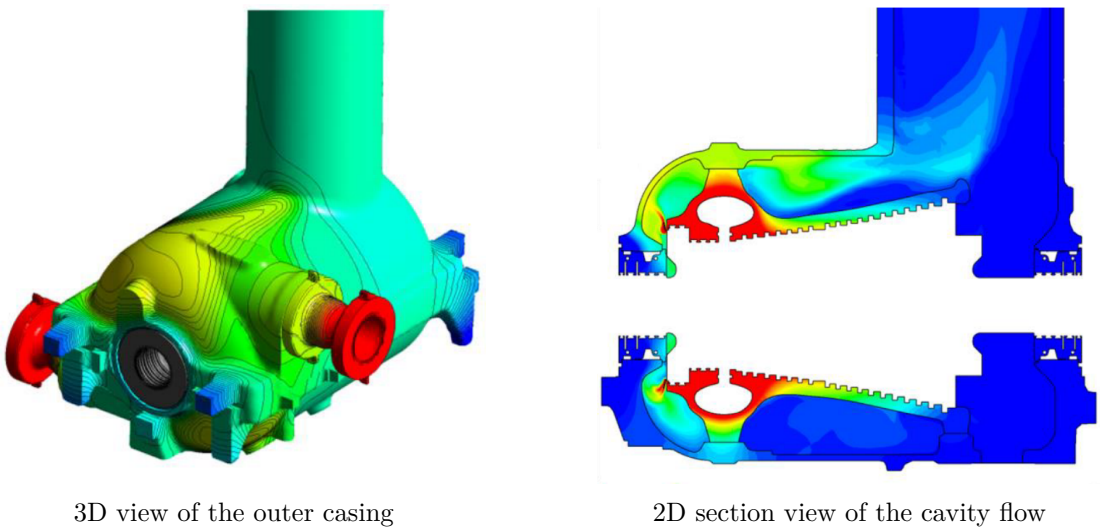 3D view of the outer casing
2D section view of the cavity flow